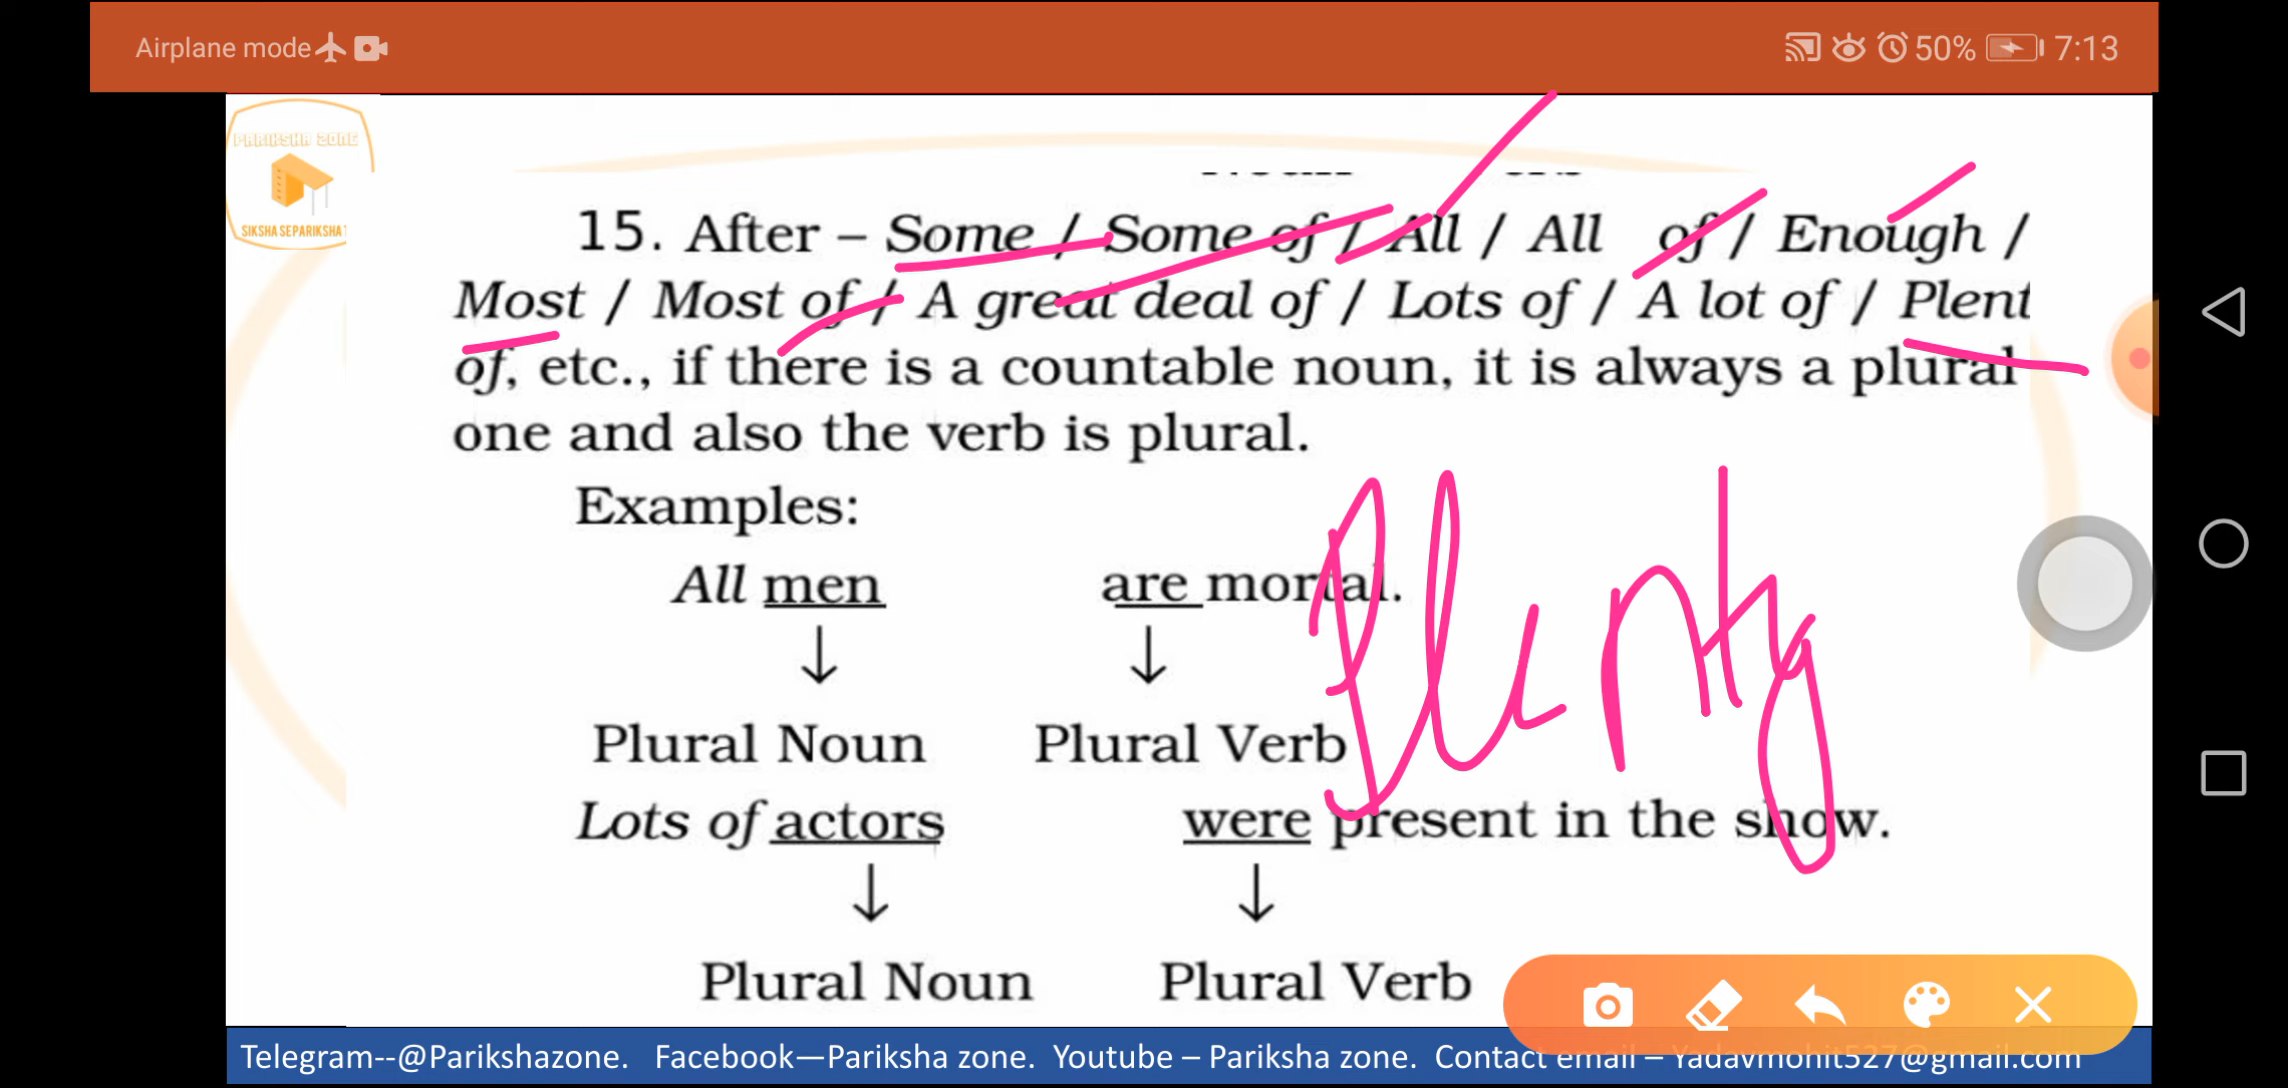 Airplane mode 50% 7:13
PARIKSHA ZONE
SIKSHA SE PARIKSHA
15. After – Some / Some of / All / All of / Enough /
Most / Most of / A great deal of / Lots of / A lot of / Plent
of, etc., if there is a countable noun, it is always a plural
one and also the verb is plural.
Examples:
All men are mortal.
Plenty
Plural Noun Plural Verb
Lots of actors were present in the show.
Plural Noun Plural Verb
Telegram--@Parikshazone. Facebook—Pariksha zone. Youtube – Pariksha zone. Contact email – Yadavmohit527@gmail.com